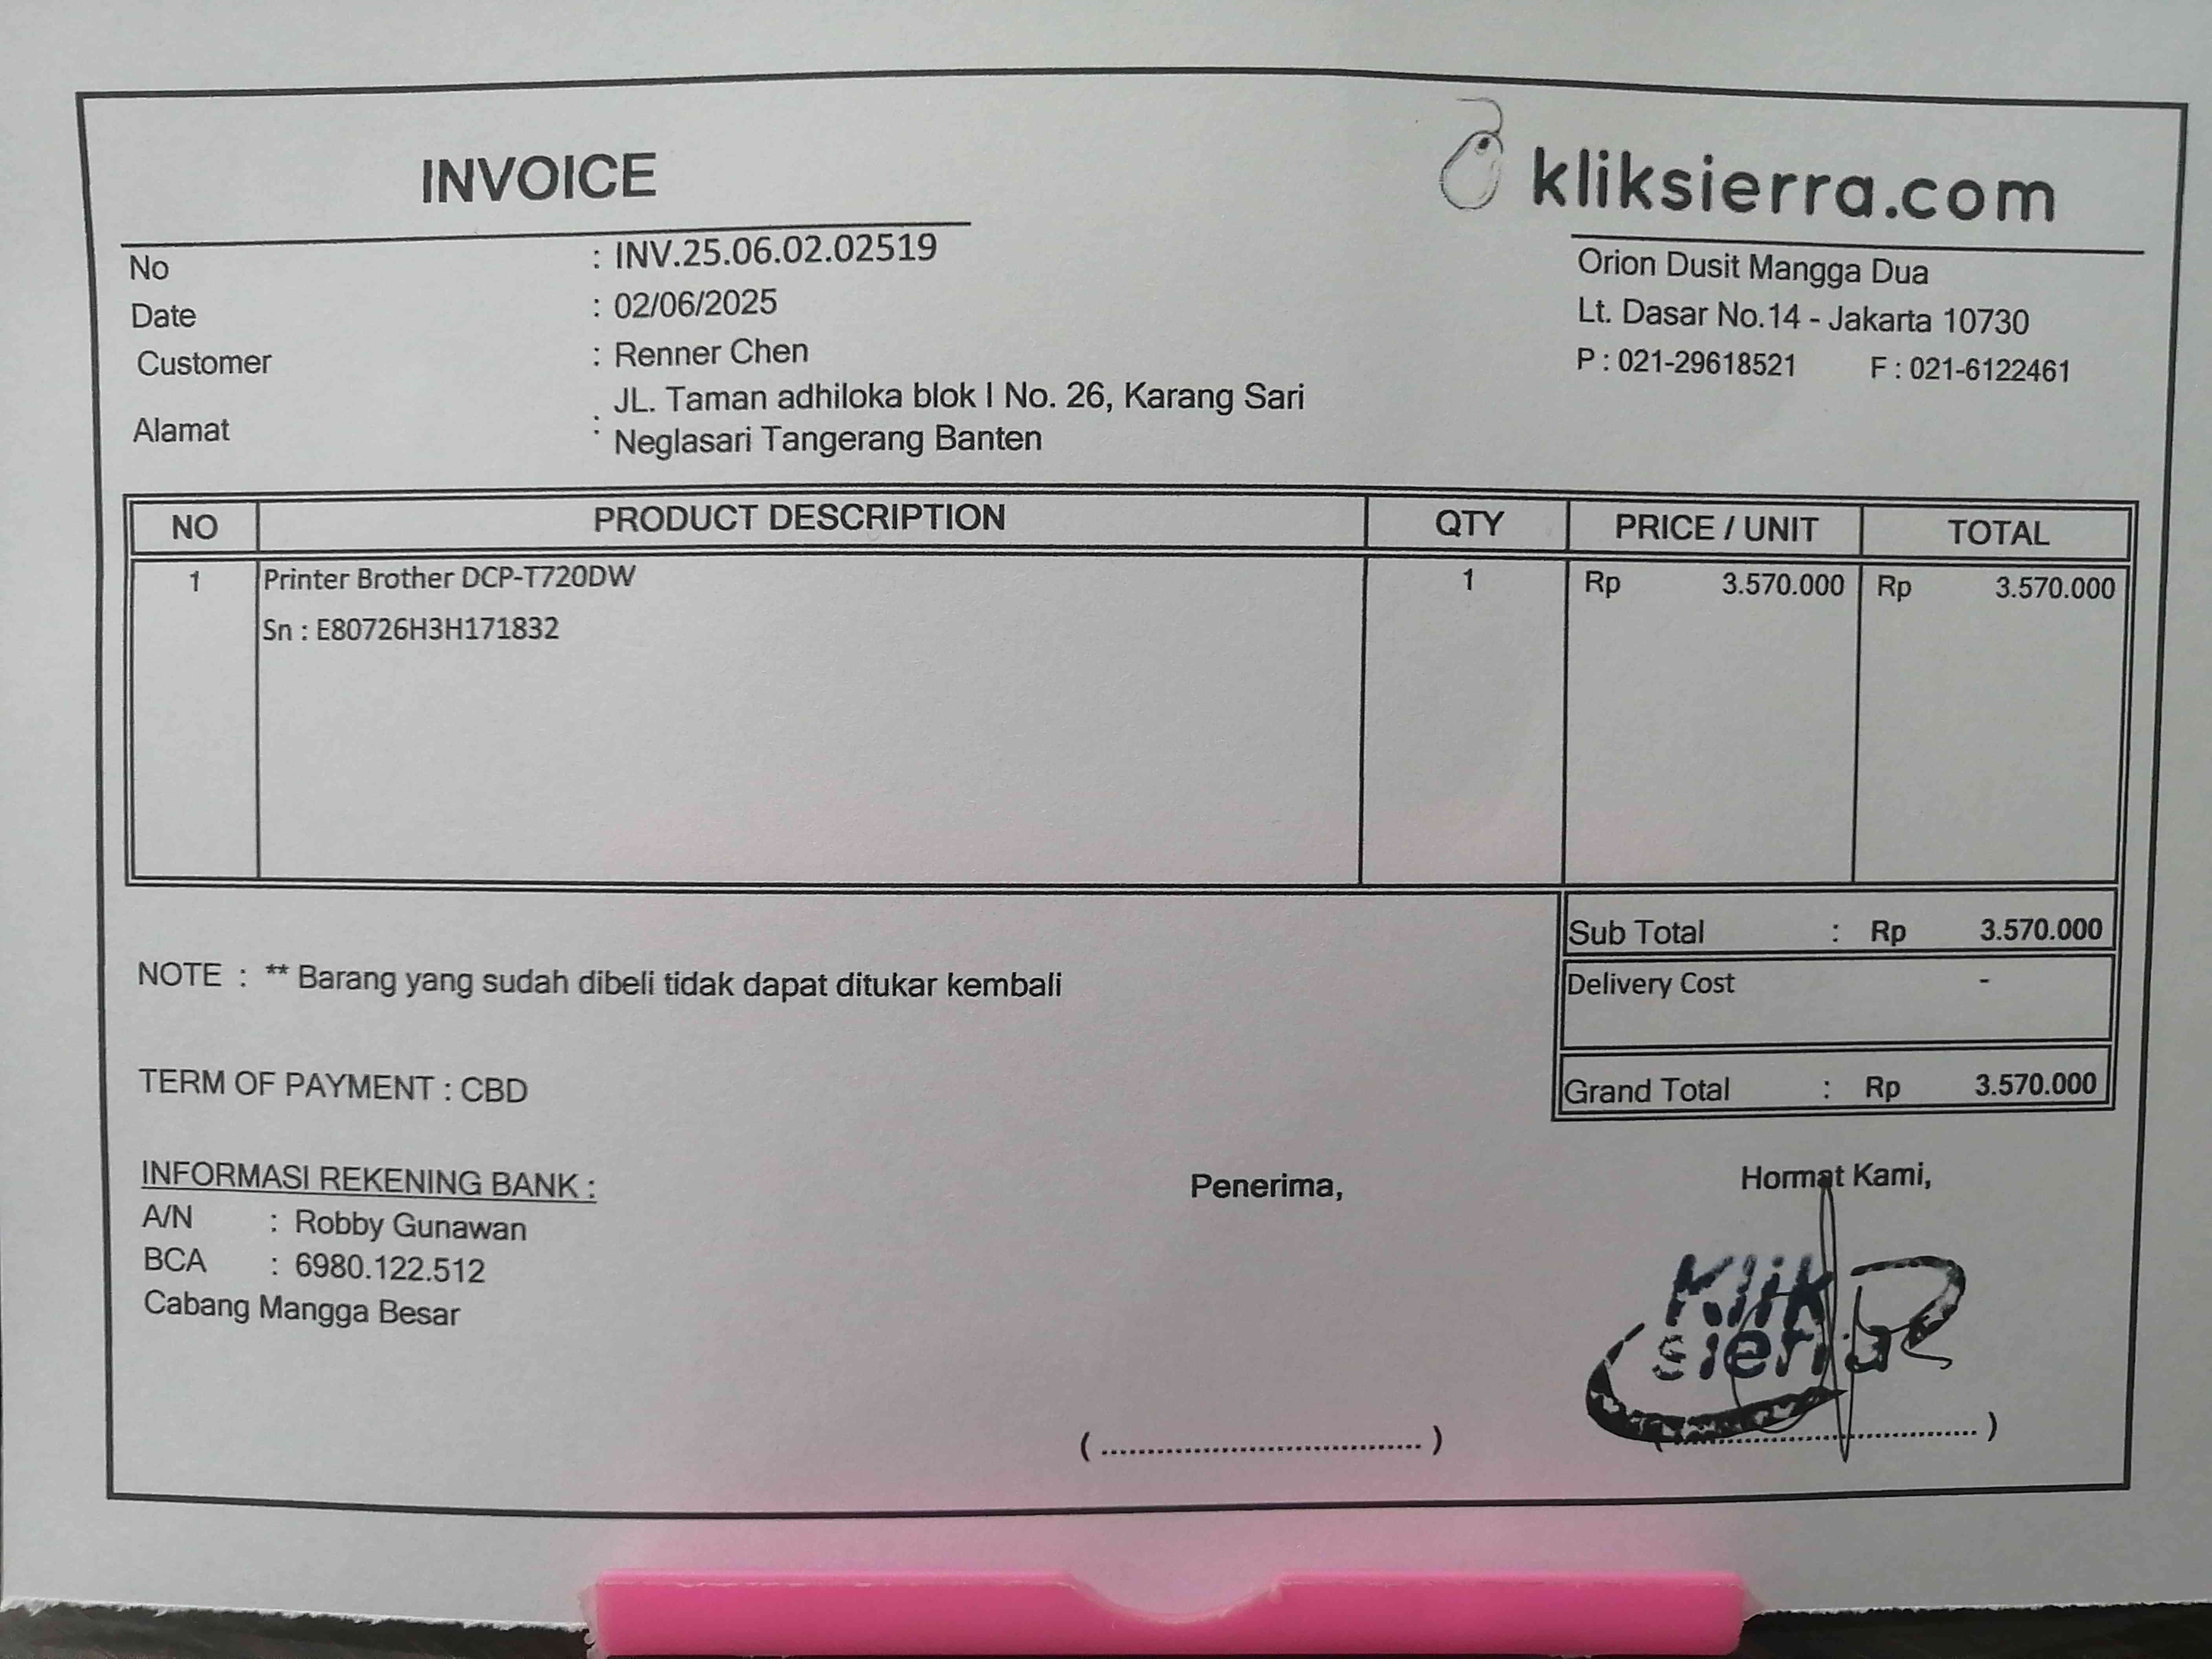 INVOICE
kliksierra.com
No : INV.25.06.02.02519
Date : 02/06/2025
Customer : Renner Chen
Alamat : JL. Taman adhiloka blok I No. 26, Karang Sari
Neglasari Tangerang Banten
Orion Dusit Mangga Dua
Lt. Dasar No.14 - Jakarta 10730
P : 021-29618521 F : 021-6122461
NO PRODUCT DESCRIPTION QTY PRICE / UNIT TOTAL
1 Printer Brother DCP-T720DW 1 Rp 3.570.000 Rp 3.570.000
Sn : E80726H3H171832
Sub Total : Rp 3.570.000
Delivery Cost -
Grand Total : Rp 3.570.000
NOTE : ** Barang yang sudah dibeli tidak dapat ditukar kembali
TERM OF PAYMENT : CBD
INFORMASI REKENING BANK :
A/N : Robby Gunawan
BCA : 6980.122.512
Cabang Mangga Besar
Penerima,
( ........................................ )
Hormat Kami,
Klik
sierra
( ........................................ )